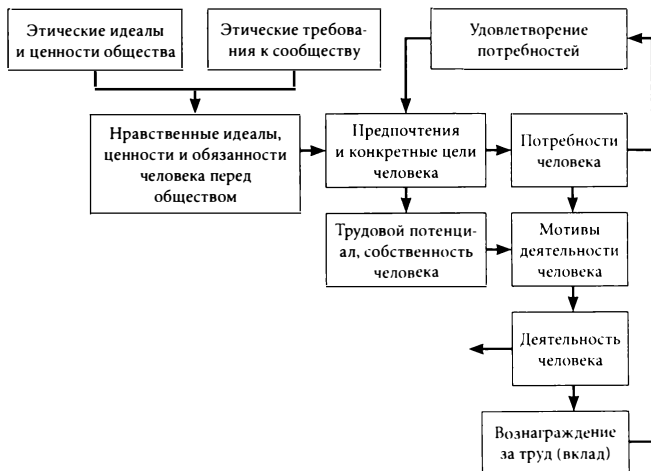 Этические идеалы
и ценности общества
Этические требова-
ния к сообществу
Удовлетворение
потребностей
Нравственные идеалы,
ценности и обязанности
человека перед
обществом
Предпочтения
и конкретные цели
человека
Потребности
человека
Трудовой потенци-
ал, собственность
человека
Мотивы
деятельности
человека
Деятельность
человека
Вознаграждение
за труд (вклад)